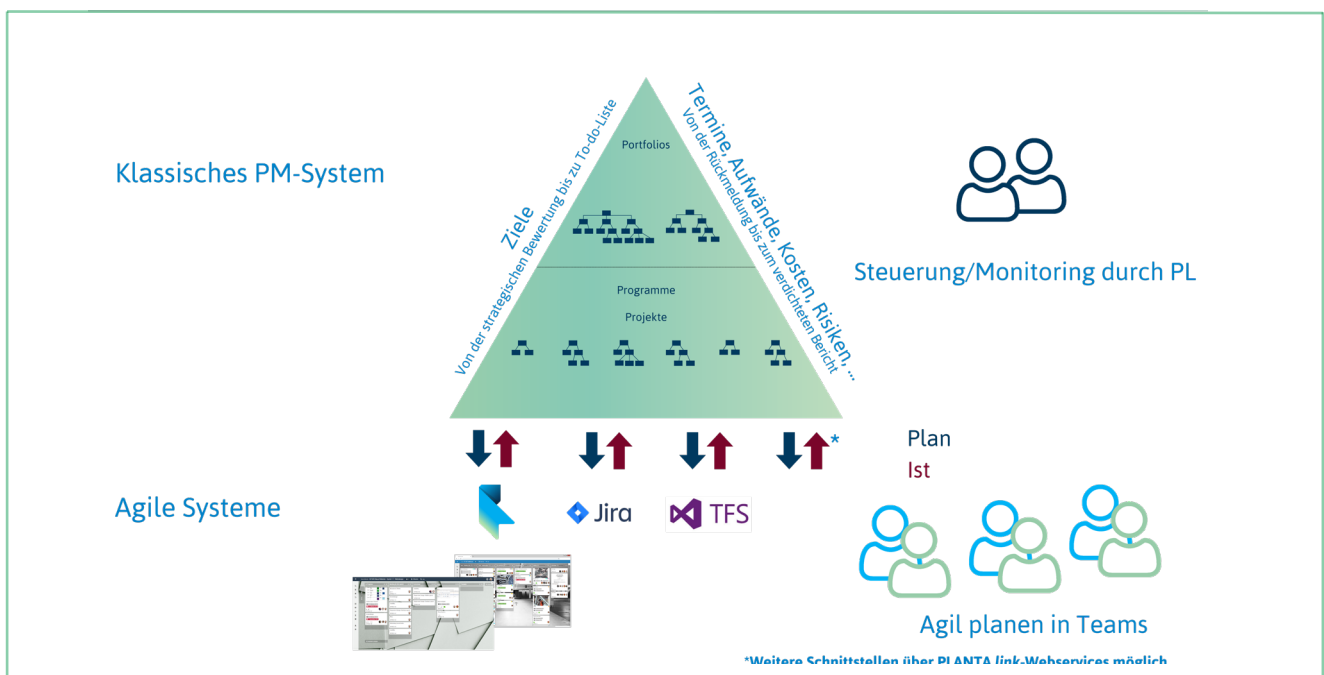 Klassisches PM-System
Ziele
Von der strategischen Bewertung bis zu To-do-Liste
Portfolios
Programme
Projekte
Termine, Aufwände, Kosten, Risiken, ...
Von der Rückmeldung bis zum verdichteten Bericht
Steuerung/Monitoring durch PL
*
Plan
Ist
Agile Systeme
Jira
TFS
Agil planen in Teams
*Weitere Schnittstellen über PLANTA link-Webservices möglich